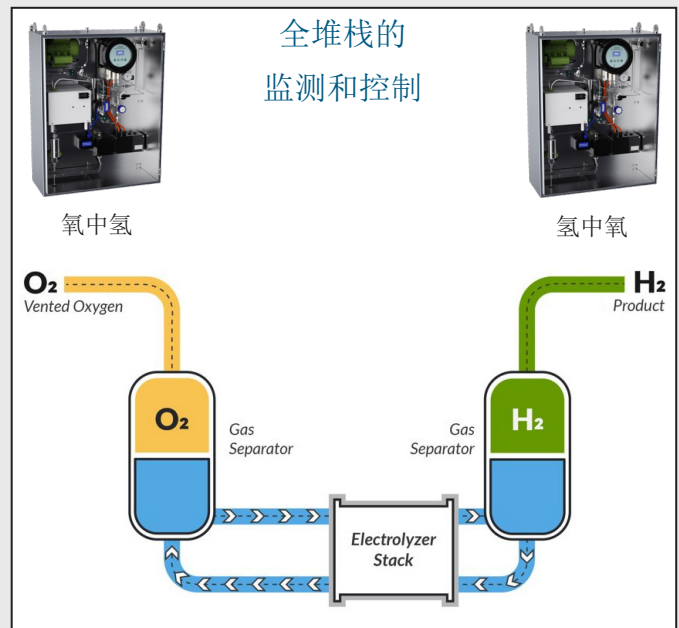 全堆栈的
监测和控制
氧中氢
氢中氧
O₂
Vented Oxygen
H₂
Product
O₂
Gas
Separator
Gas
Separator
H₂
Electrolyzer
Stack